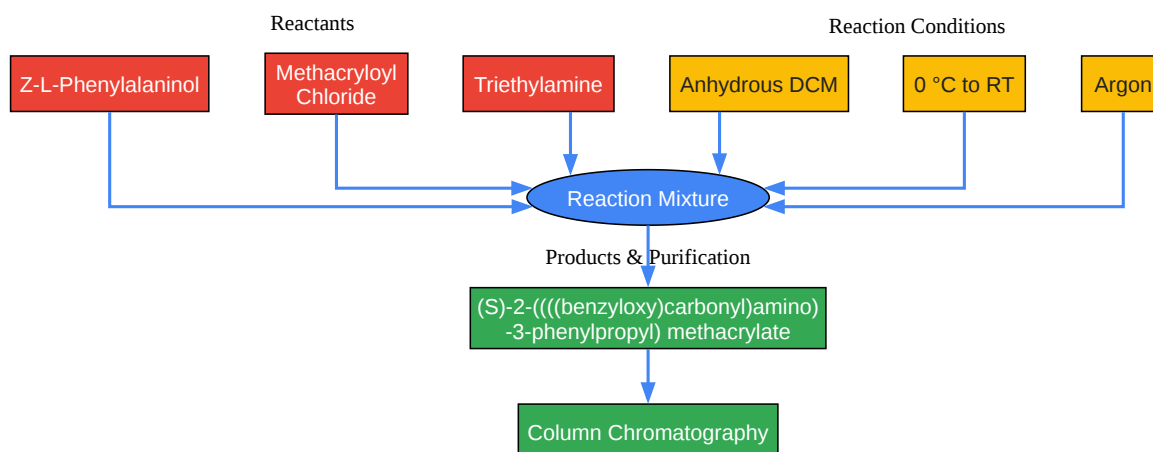 Reactants
Reaction Conditions
Z-L-Phenylalaninol
Methacryloyl
Chloride
Triethylamine
Anhydrous DCM
0 °C to RT
Argon
Reaction Mixture
Products & Purification
(S)-2-((((benzyloxy)carbonyl)amino)
-3-phenylpropyl) methacrylate
Column Chromatography